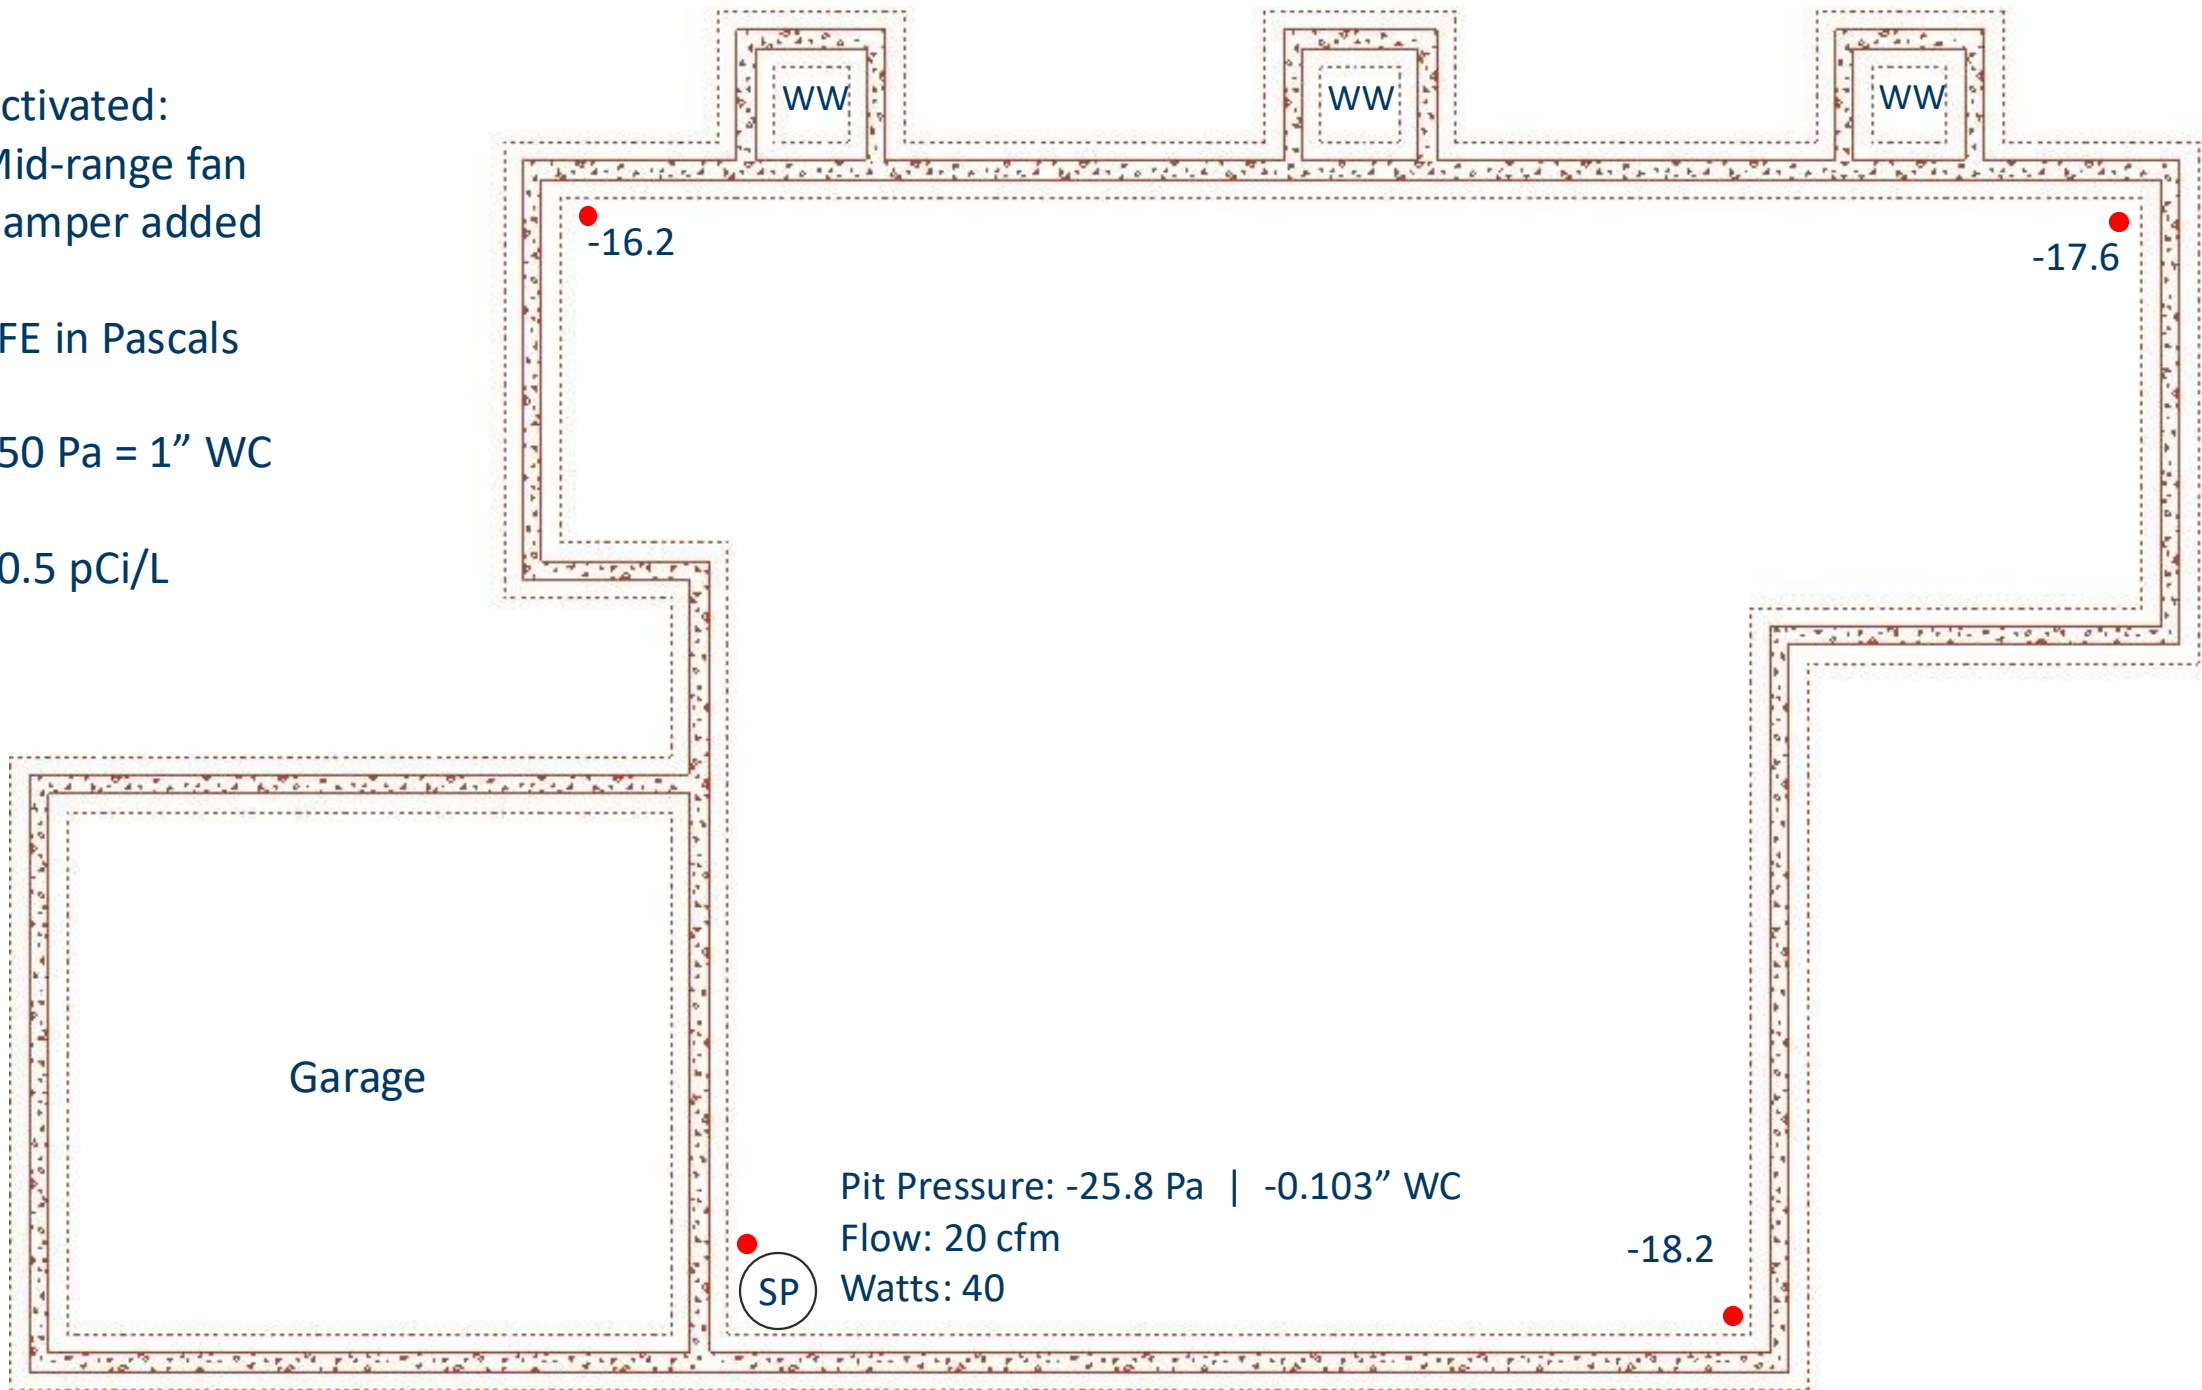 ctivated:
Mid-range fan
amper added
FE in Pascals
50 Pa = 1” WC
0.5 pCi/L
WW
WW
WW
-16.2
-17.6
Garage
Pit Pressure: -25.8 Pa | -0.103” WC
Flow: 20 cfm
-18.2
SP
Watts: 40